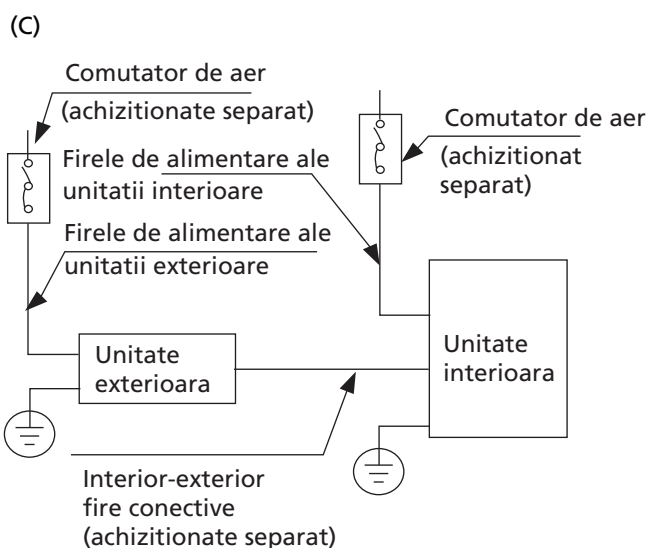 (C)
Comutator de aer
(achizitionate separat)
Comutator de aer
(achizitionat
separat)
Firele de alimentare ale
unitatii interioare
Firele de alimentare ale
unitatii exterioare
Unitate
exterioara
Unitate
interioara
Interior-exterior
fire conective
(achizitionate separat)